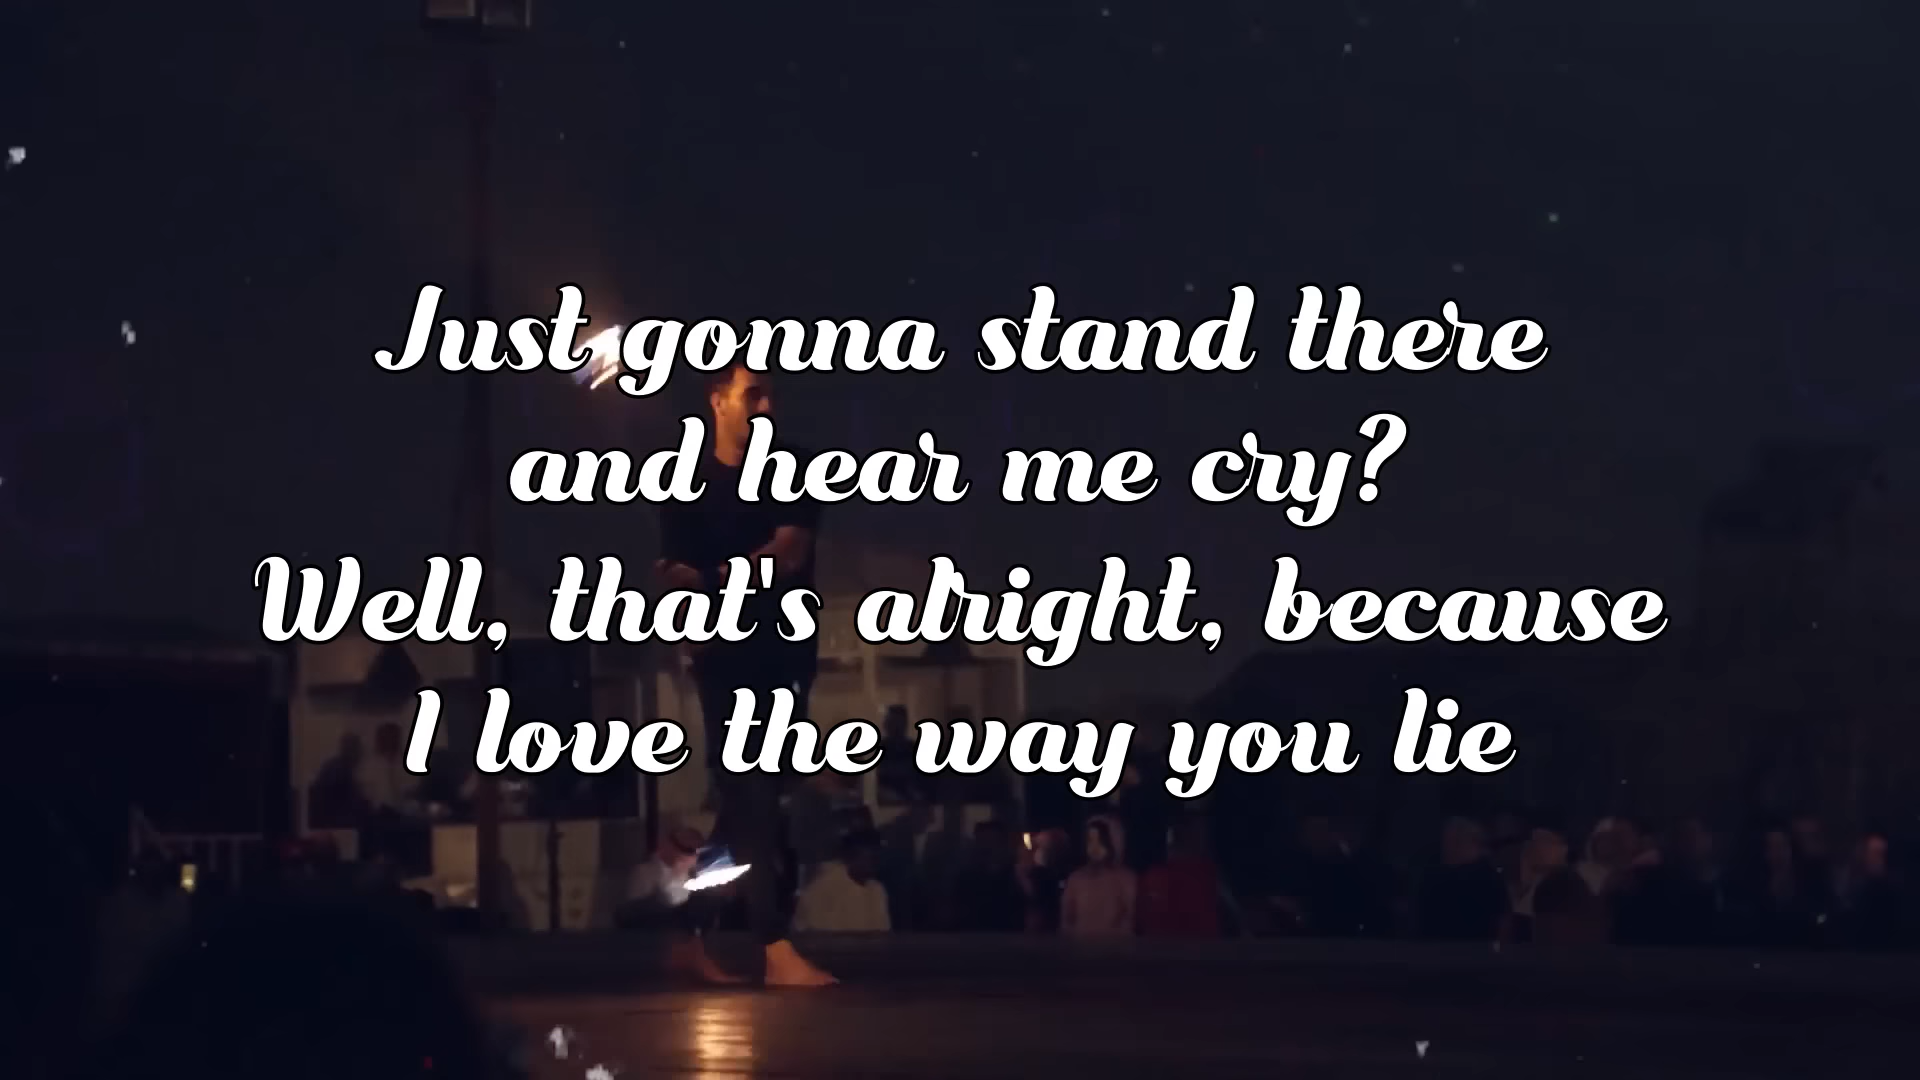 Just gonna stand there
and hear me cry?
Well, that's alright, because
I love the way you lie